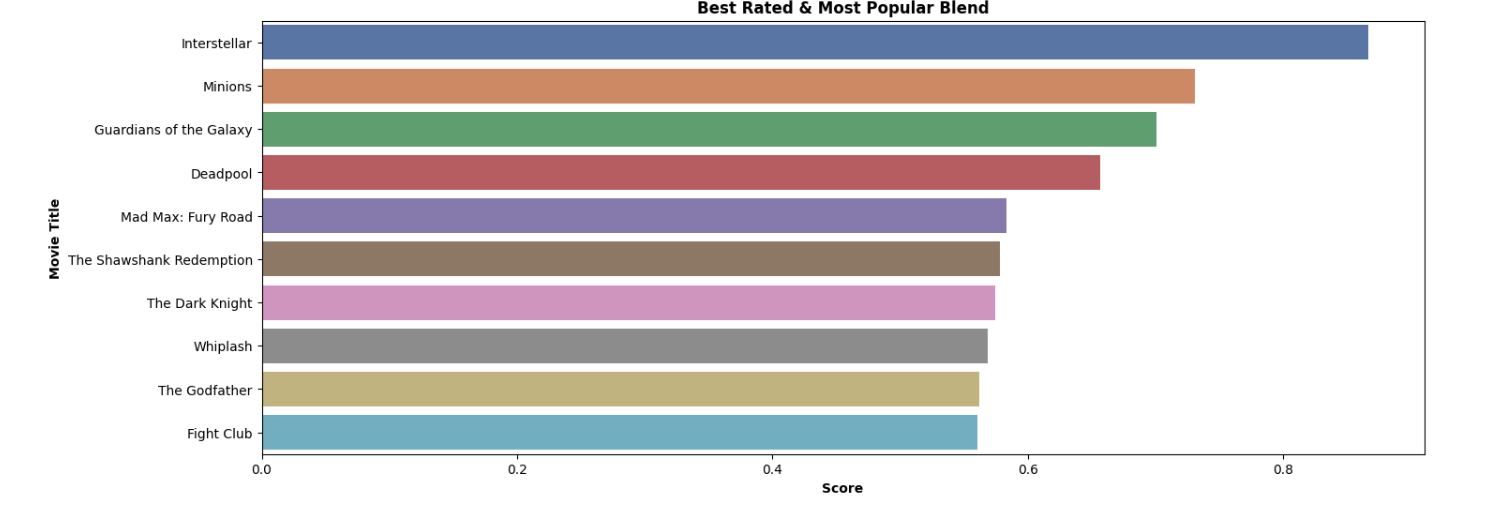 Best Rated & Most Popular Blend
Movie Title
Interstellar
Minions
Guardians of the Galaxy
Deadpool
Mad Max: Fury Road
The Shawshank Redemption
The Dark Knight
Whiplash
The Godfather
Fight Club
0.0 0.2 0.4 0.6 0.8
Score